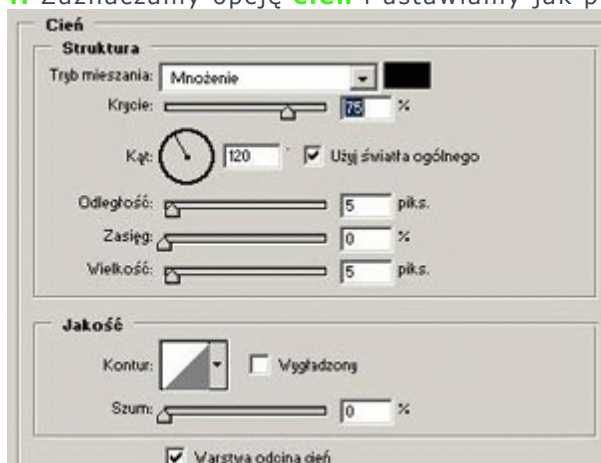 4. Zaznaczamy opcję cień i ustawiamy jak p
Cień
Struktura
Tryb mieszania: Mnożenie
Krycie: 75 %
Kąt: 120 ° Użyj światła ogólnego
Odległość: 5 piks.
Zasięg: 0 %
Wielkość: 5 piks.
Jakość
Kontur: Wygładzony
Szum: 0 %
Warstwa odcina cień